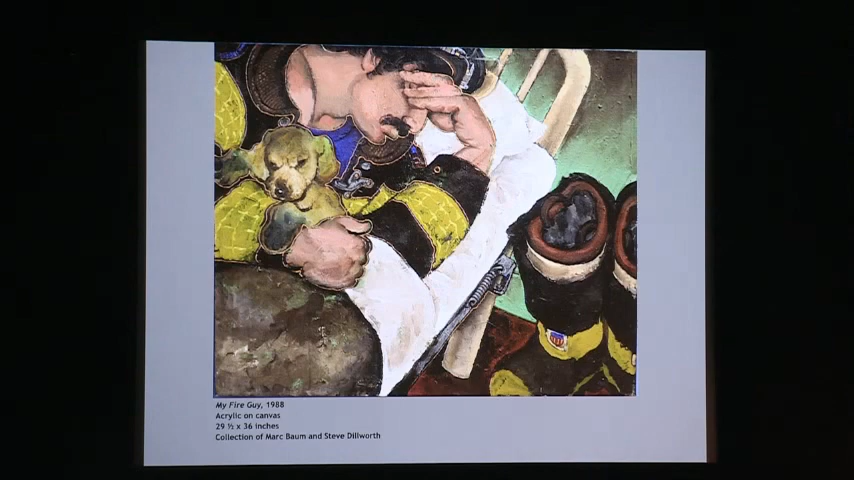 My Fire Guy, 1988
Acrylic on canvas
29 ½ x 36 inches
Collection of Marc Baum and Steve Dillworth